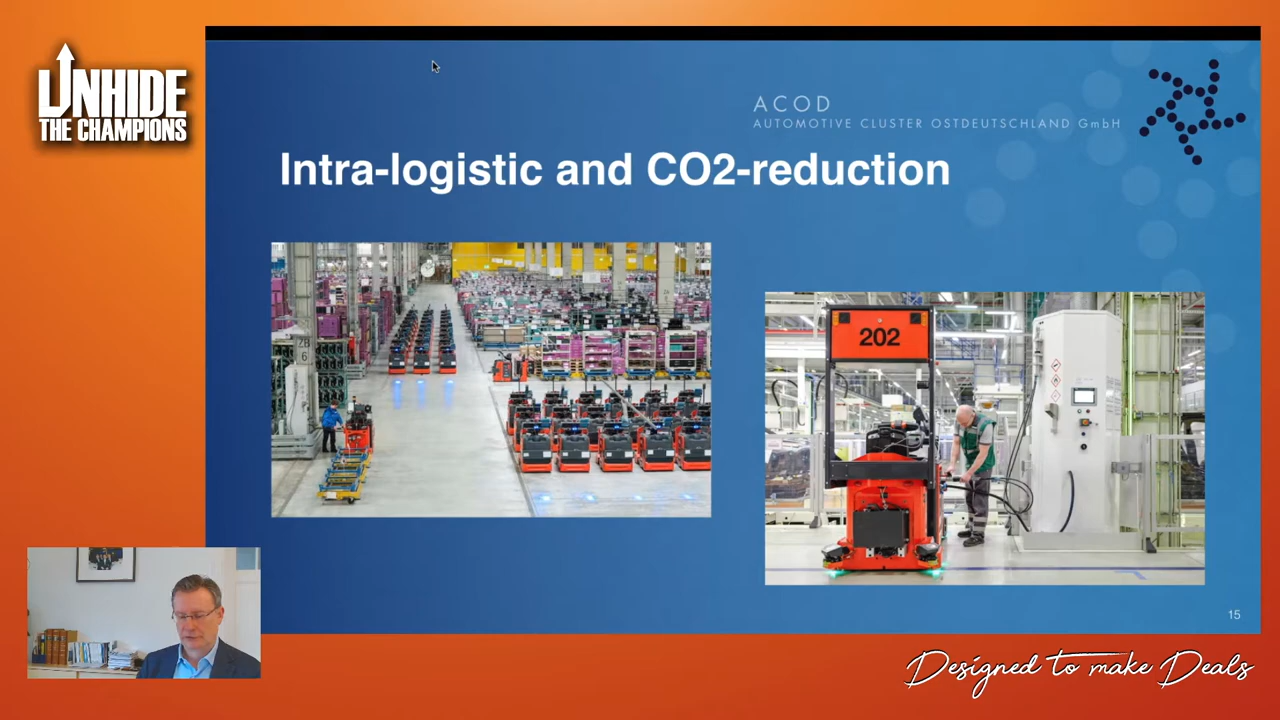 UNHIDE
THE CHAMPIONS
ACOD
AUTOMOTIVE CLUSTER OSTDEUTSCHLAND GmbH
Intra-logistic and CO2-reduction
202
15
Designed to make Deals